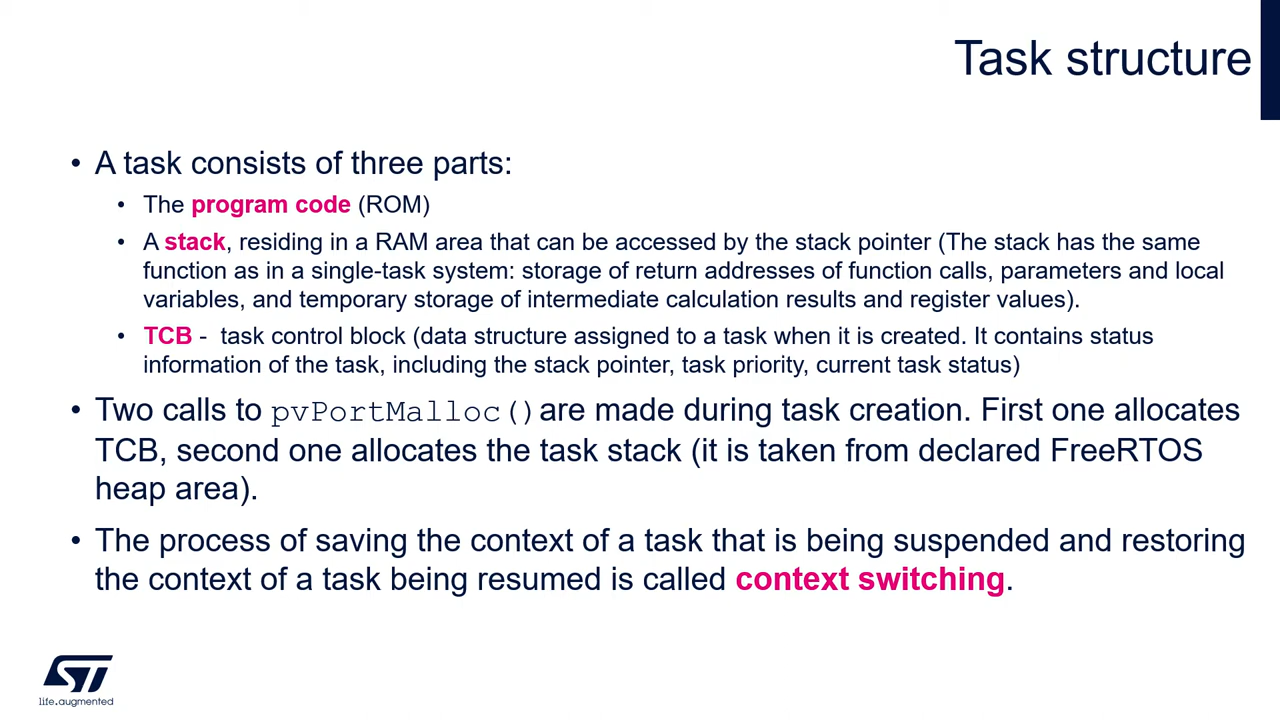 Task structure
• A task consists of three parts:
• The program code (ROM)
• A stack, residing in a RAM area that can be accessed by the stack pointer (The stack has the same
function as in a single-task system: storage of return addresses of function calls, parameters and local
variables, and temporary storage of intermediate calculation results and register values).
• TCB - task control block (data structure assigned to a task when it is created. It contains status
information of the task, including the stack pointer, task priority, current task status)
• Two calls to pvPortMalloc() are made during task creation. First one allocates
TCB, second one allocates the task stack (it is taken from declared FreeRTOS
heap area).
• The process of saving the context of a task that is being suspended and restoring
the context of a task being resumed is called context switching.
ST
life.augmented